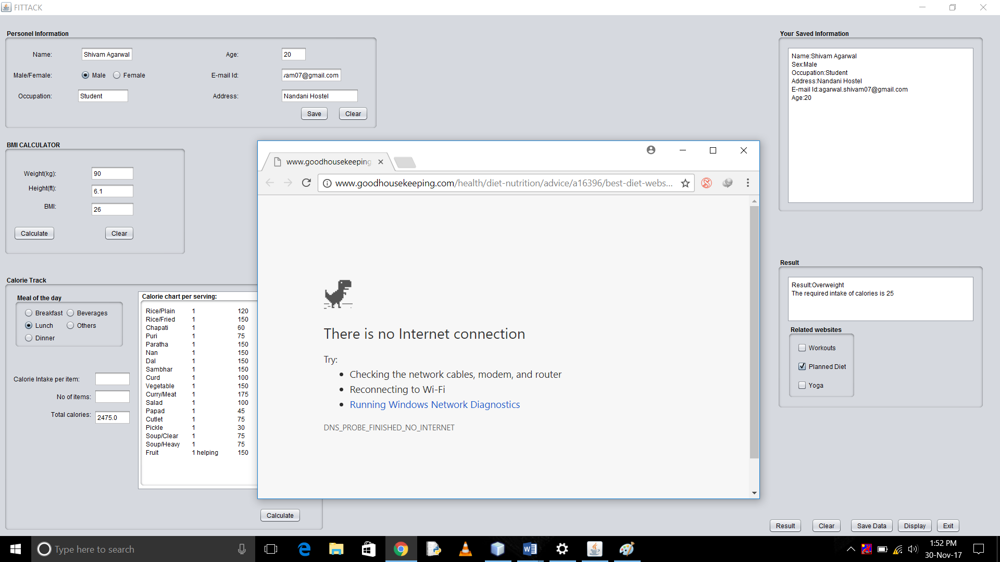 FITTACK
Personel Information
Name: Shivam Agarwal Age: 20
Male/Female: Male Female E-mail Id: vam07@gmail.com
Occupation: Student Address: Nandani Hostel
Save Clear
BMI CALCULATOR
Weight(kg): 90
Height(ft): 6.1
BMI: 26
Calculate Clear
Calorie Track
Meal of the day
Breakfast Beverages
Lunch Others
Dinner
Calorie Intake per item:
No of items:
Total calories: 2475.0
Calorie chart per serving:
Rice/Plain 1 120
Rice/Fried 1 150
Chapati 1 60
Puri 1 75
Paratha 1 150
Nan 1 150
Dal 1 150
Sambhar 1 150
Curd 1 100
Vegetable 1 150
Curry/Meat 1 175
Salad 1 100
Papad 1 45
Cutlet 1 75
Pickle 1 30
Soup/Clear 1 75
Soup/Heavy 1 75
Fruit 1 helping 150
Calculate
www.goodhousekeeping
www.goodhousekeeping.com/health/diet-nutrition/advice/a16396/best-diet-webs...
There is no Internet connection
Try:
• Checking the network cables, modem, and router
• Reconnecting to Wi-Fi
• Running Windows Network Diagnostics
DNS_PROBE_FINISHED_NO_INTERNET
Your Saved Information
Name:Shivam Agarwal
Sex:Male
Occupation:Student
Address:Nandani Hostel
E-mail Id:agarwal.shivam07@gmail.com
Age:20
Result
Result:Overweight
The required intake of calories is 25
Related websites
Workouts
Planned Diet
Yoga
Result Clear Save Data Display Exit
Type here to search
1:52 PM
30-Nov-17